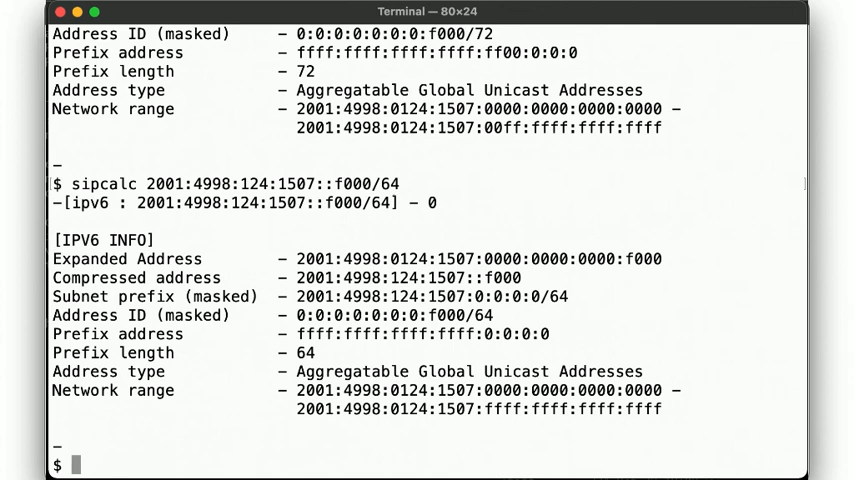 Terminal — 80×24
Address ID (masked) - 0:0:0:0:0:0:0:f000/72
Prefix address - ffff:ffff:ffff:ffff:ff00:0:0:0
Prefix length - 72
Address type - Aggregatable Global Unicast Addresses
Network range - 2001:4998:0124:1507:0000:0000:0000:0000 -
2001:4998:0124:1507:00ff:ffff:ffff:ffff
-
$ sipcalc 2001:4998:124:1507::f000/64
-[ipv6 : 2001:4998:124:1507::f000/64] - 0
[IPV6 INFO]
Expanded Address - 2001:4998:0124:1507:0000:0000:0000:f000
Compressed address - 2001:4998:124:1507::f000
Subnet prefix (masked) - 2001:4998:124:1507:0:0:0:0/64
Address ID (masked) - 0:0:0:0:0:0:0:f000/64
Prefix address - ffff:ffff:ffff:ffff:0:0:0:0
Prefix length - 64
Address type - Aggregatable Global Unicast Addresses
Network range - 2001:4998:0124:1507:0000:0000:0000:0000 -
2001:4998:0124:1507:ffff:ffff:ffff:ffff
-
$